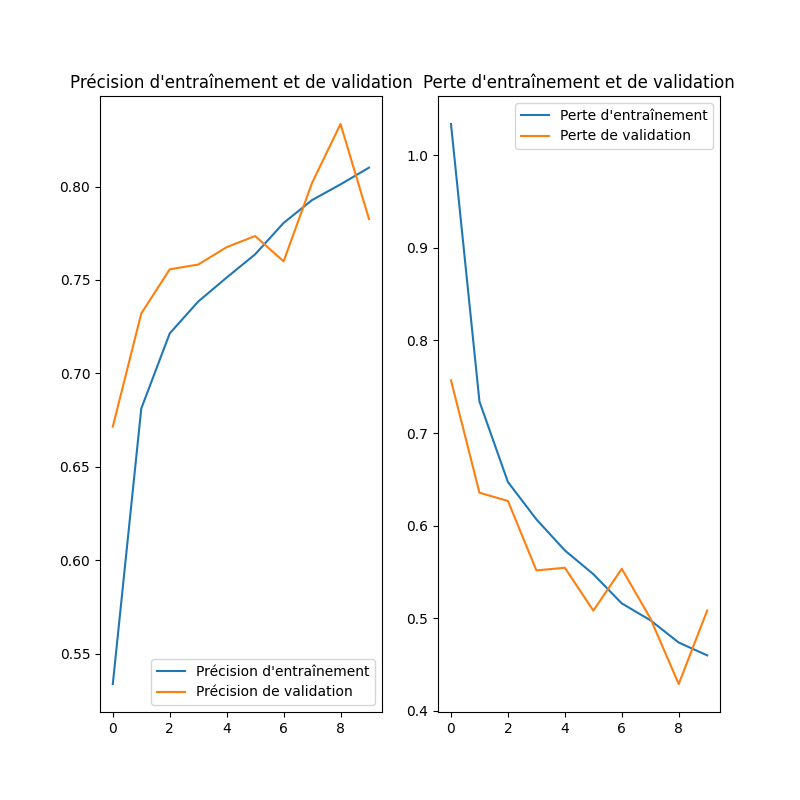 Précision d'entraînement et de validation
0.80
0.75
0.70
0.65
0.60
0.55
Précision d'entraînement
Précision de validation
0 2 4 6 8
Perte d'entraînement et de validation
Perte d'entraînement
Perte de validation
1.0
0.9
0.8
0.7
0.6
0.5
0.4
0 2 4 6 8